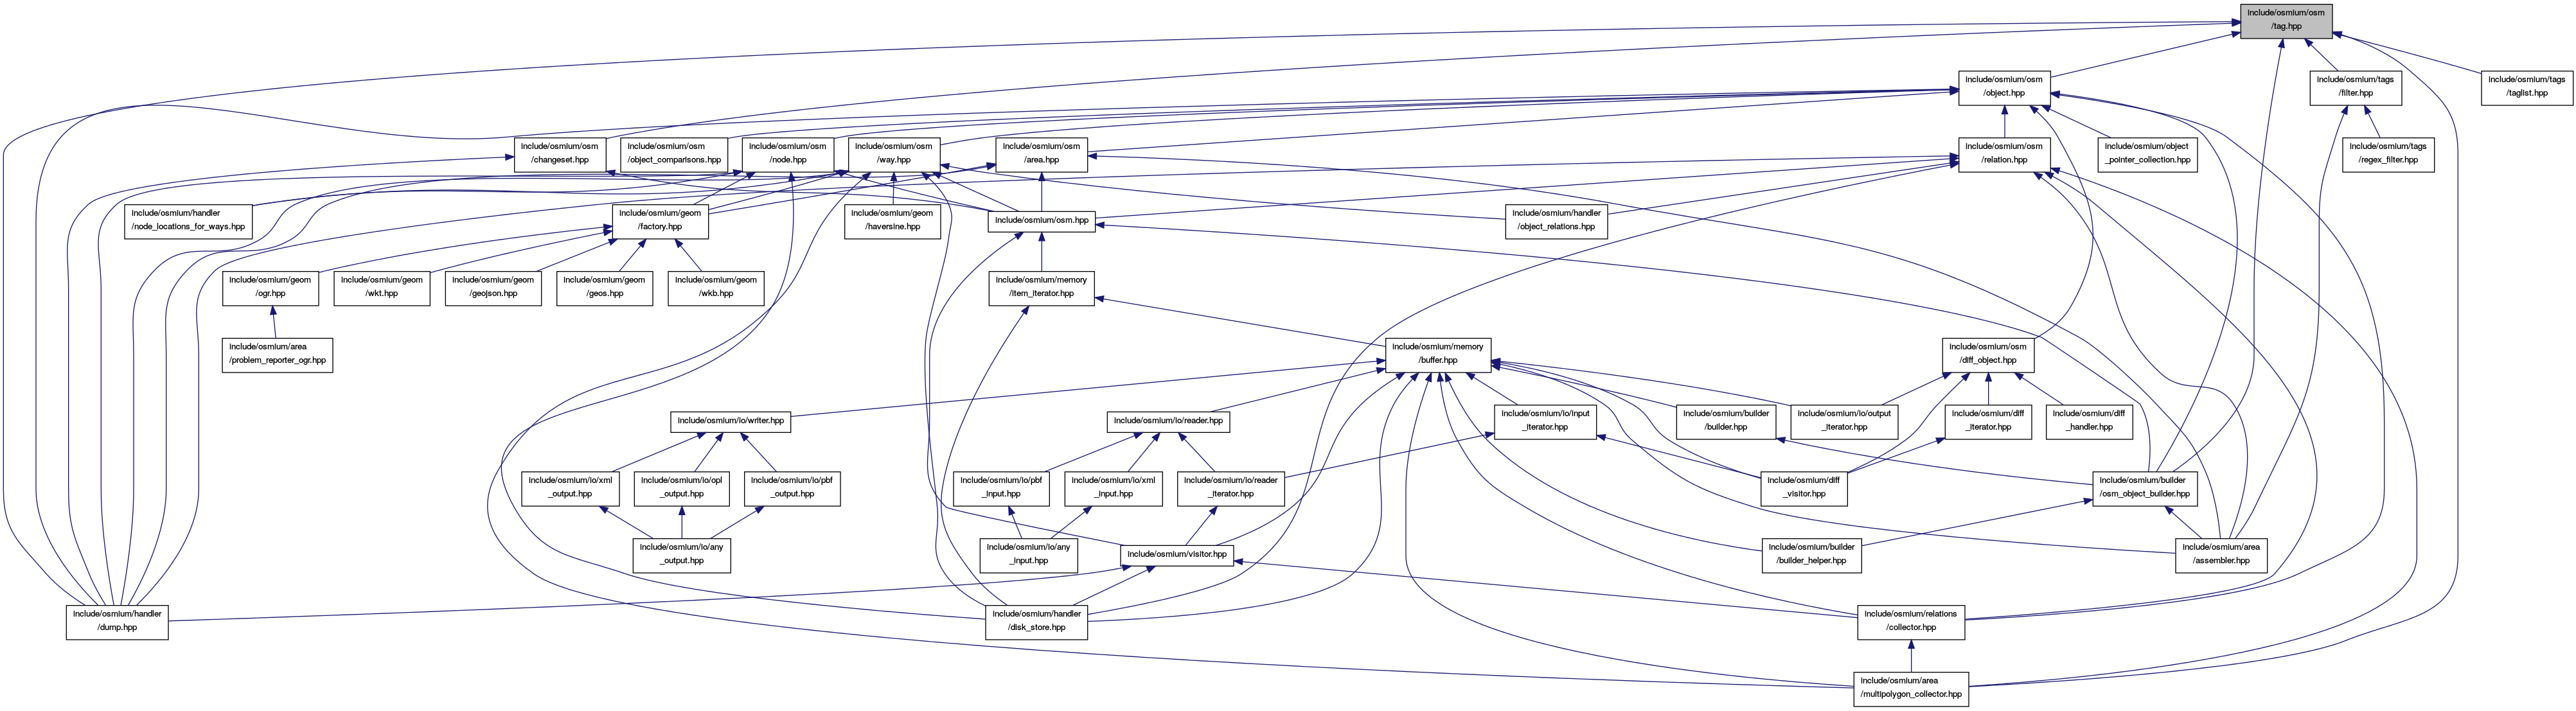 include/osmium/osm
/tag.hpp
include/osmium/osm
/object.hpp
include/osmium/tags
/filter.hpp
include/osmium/tags
/taglist.hpp
include/osmium/osm
/changeset.hpp
include/osmium/osm
/object_comparisons.hpp
include/osmium/osm
/node.hpp
include/osmium/osm
/way.hpp
include/osmium/osm
/area.hpp
include/osmium/osm
/relation.hpp
include/osmium/object
_pointer_collection.hpp
include/osmium/tags
/regex_filter.hpp
include/osmium/handler
/node_locations_for_ways.hpp
include/osmium/geom
/factory.hpp
include/osmium/geom
/haversine.hpp
include/osmium/osm.hpp
include/osmium/handler
/object_relations.hpp
include/osmium/geom
/ogr.hpp
include/osmium/geom
/wkt.hpp
include/osmium/geom
/geojson.hpp
include/osmium/geom
/geos.hpp
include/osmium/geom
/wkb.hpp
include/osmium/memory
/item_iterator.hpp
include/osmium/area
/problem_reporter_ogr.hpp
include/osmium/memory
/buffer.hpp
include/osmium/osm
/diff_object.hpp
include/osmium/io/writer.hpp
include/osmium/io/reader.hpp
include/osmium/io/input
_iterator.hpp
include/osmium/builder
/builder.hpp
include/osmium/io/output
_iterator.hpp
include/osmium/diff
_iterator.hpp
include/osmium/diff
_handler.hpp
include/osmium/io/xml
_output.hpp
include/osmium/io/opl
_output.hpp
include/osmium/io/pbf
_output.hpp
include/osmium/io/pbf
_input.hpp
include/osmium/io/xml
_input.hpp
include/osmium/io/reader
_iterator.hpp
include/osmium/diff
_visitor.hpp
include/osmium/builder
/osm_object_builder.hpp
include/osmium/io/any
_output.hpp
include/osmium/io/any
_input.hpp
include/osmium/visitor.hpp
include/osmium/builder
/builder_helper.hpp
include/osmium/area
/assembler.hpp
include/osmium/handler
/dump.hpp
include/osmium/handler
/disk_store.hpp
include/osmium/relations
/collector.hpp
include/osmium/area
/multipolygon_collector.hpp